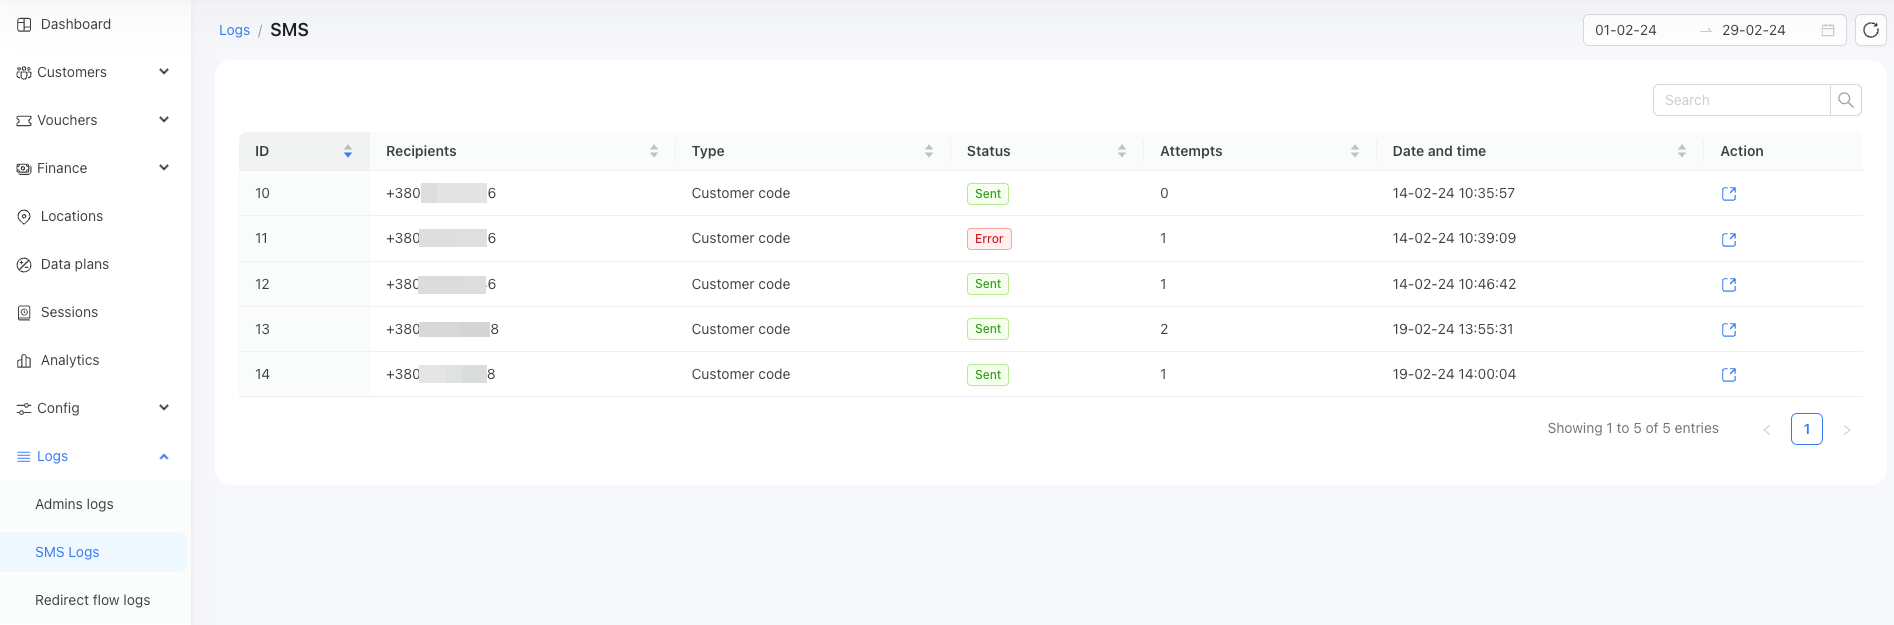 Dashboard
Customers
Vouchers
Finance
Locations
Data plans
Sessions
Analytics
Config
Logs
Admins logs
SMS Logs
Redirect flow logs
Logs / SMS
01-02-24 → 29-02-24
Search
ID Recipients Type Status Attempts Date and time Action
10 +380 6 Customer code Sent 0 14-02-24 10:35:57
11 +380 6 Customer code Error 1 14-02-24 10:39:09
12 +380 6 Customer code Sent 1 14-02-24 10:46:42
13 +380 8 Customer code Sent 2 19-02-24 13:55:31
14 +380 8 Customer code Sent 1 19-02-24 14:00:04
Showing 1 to 5 of 5 entries < 1 >